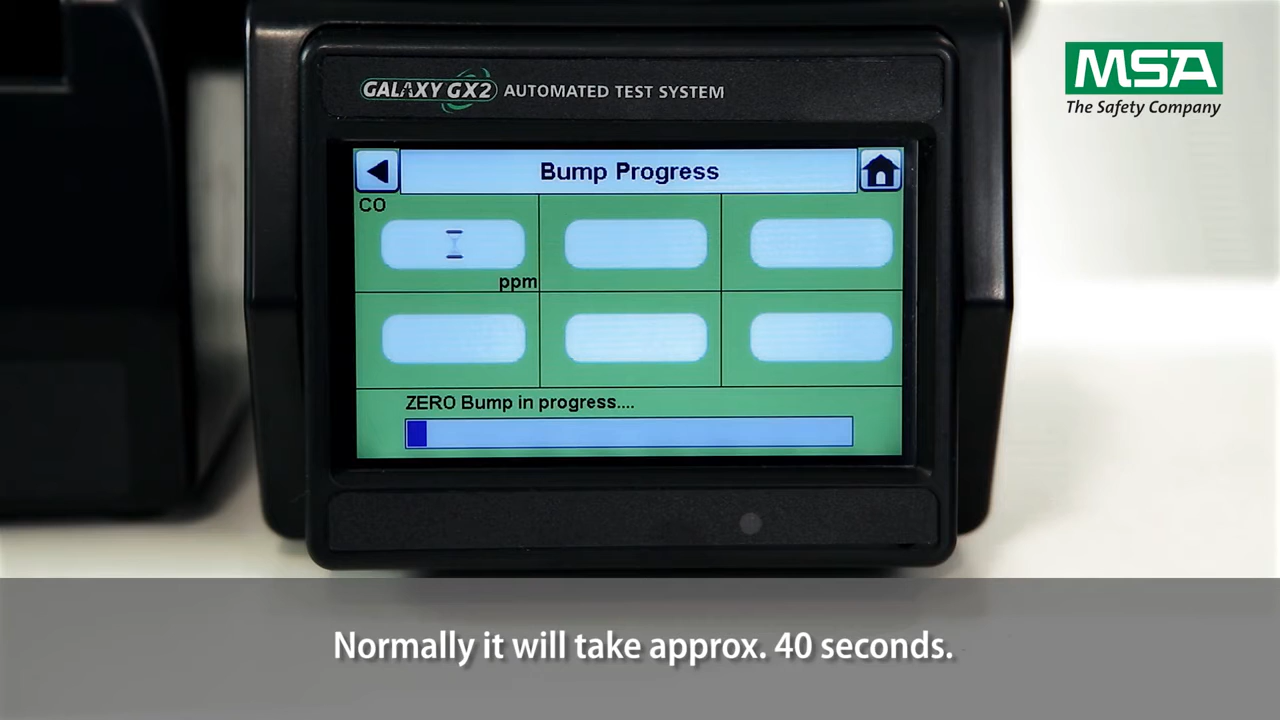 MSA
The Safety Company
GALAXY GX2 AUTOMATED TEST SYSTEM
Bump Progress
CO
ppm
ZERO Bump in progress....
Normally it will take approx. 40 seconds.